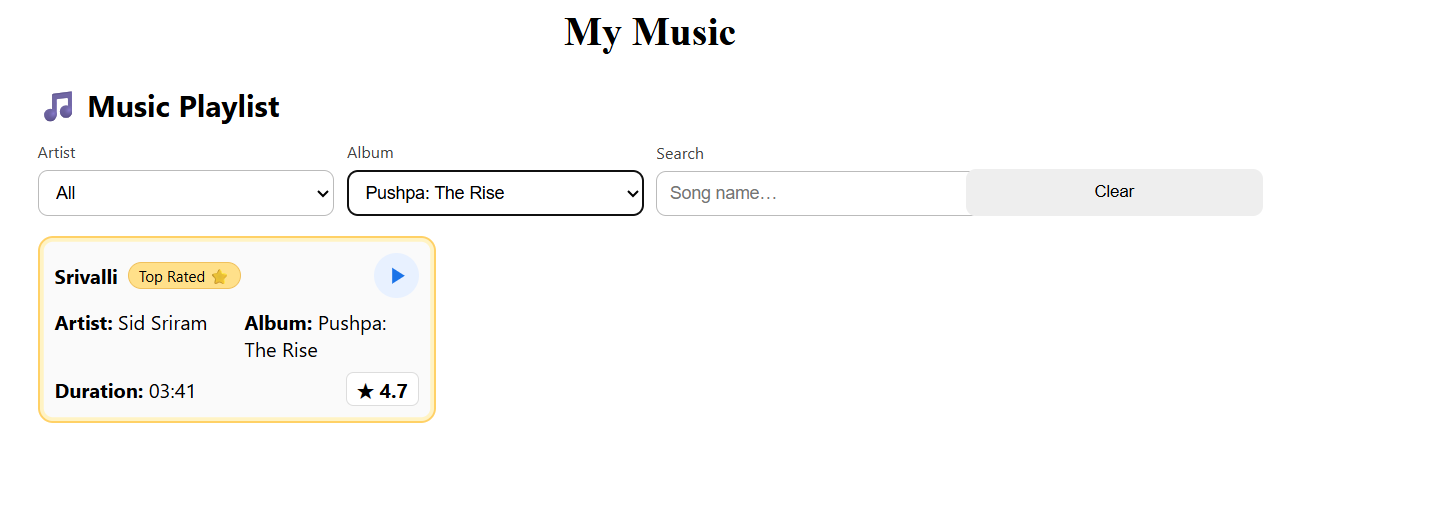 My Music
🎵 Music Playlist
Artist
Album
Search
All
Pushpa: The Rise
Song name…
Clear
Srivalli
Top Rated ⭐
Artist: Sid Sriram
Album: Pushpa:
The Rise
Duration: 03:41
★ 4.7